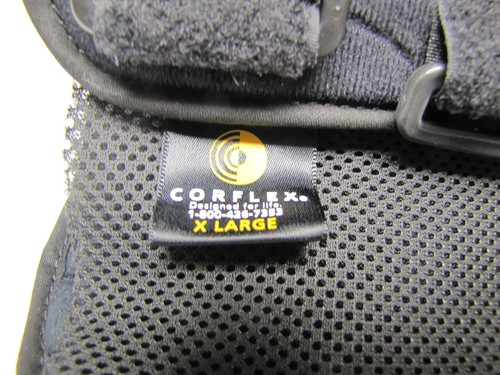 CORFLEX®
Designed for life.
1-800-426-7353
X LARGE